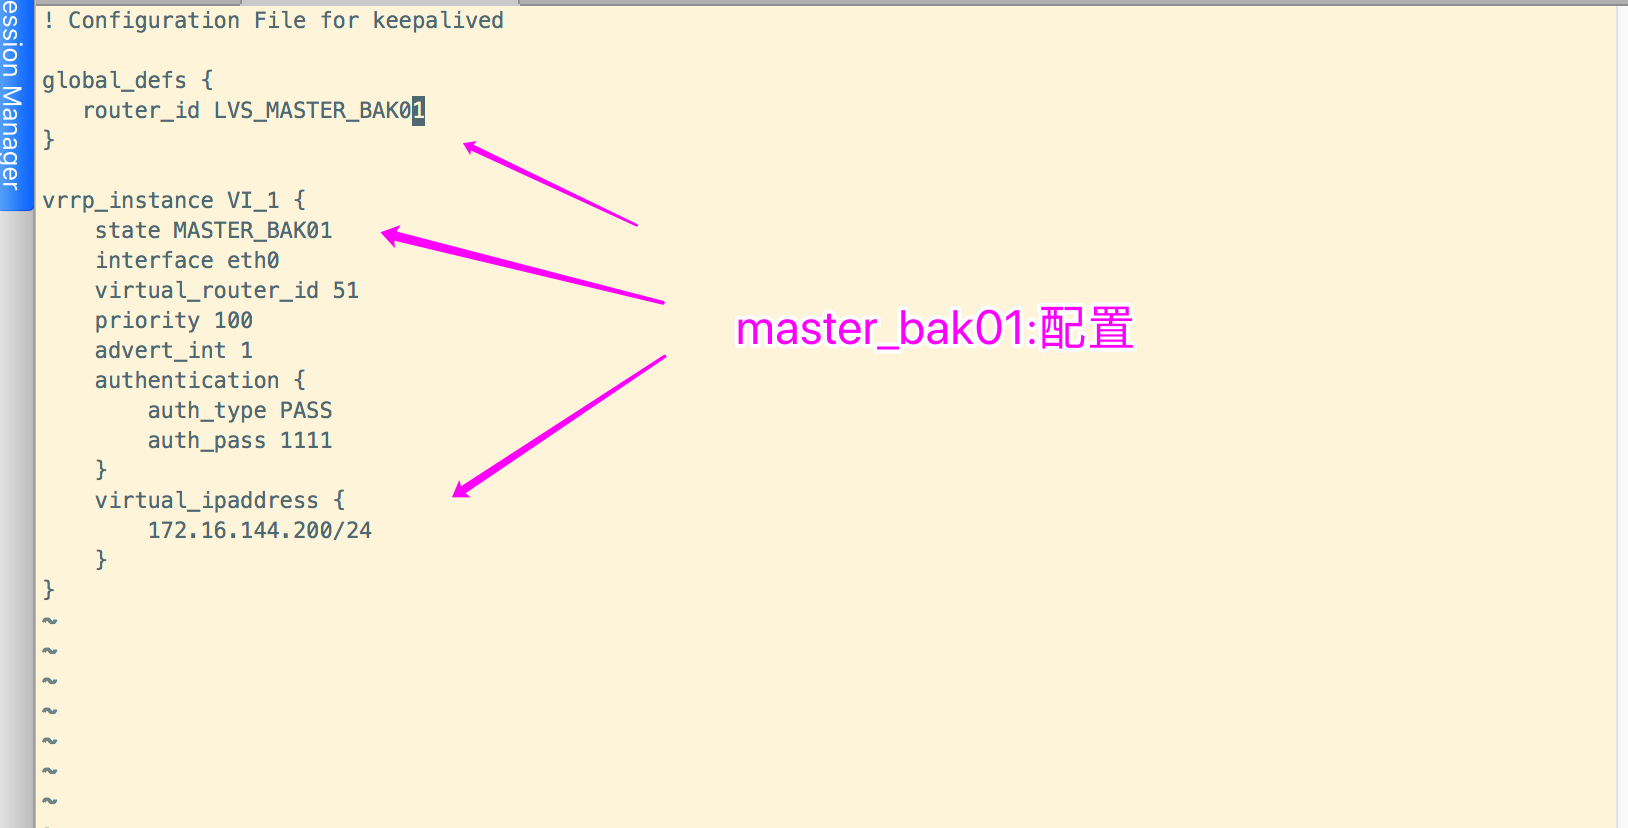 ession Manager
! Configuration File for keepalived
global_defs {
   router_id LVS_MASTER_BAK01
}
vrrp_instance VI_1 {
    state MASTER_BAK01
    interface eth0
    virtual_router_id 51
    priority 100
    advert_int 1
    authentication {
        auth_type PASS
        auth_pass 1111
    }
    virtual_ipaddress {
        172.16.144.200/24
    }
}
~
~
~
~
~
~
~
master_bak01:配置